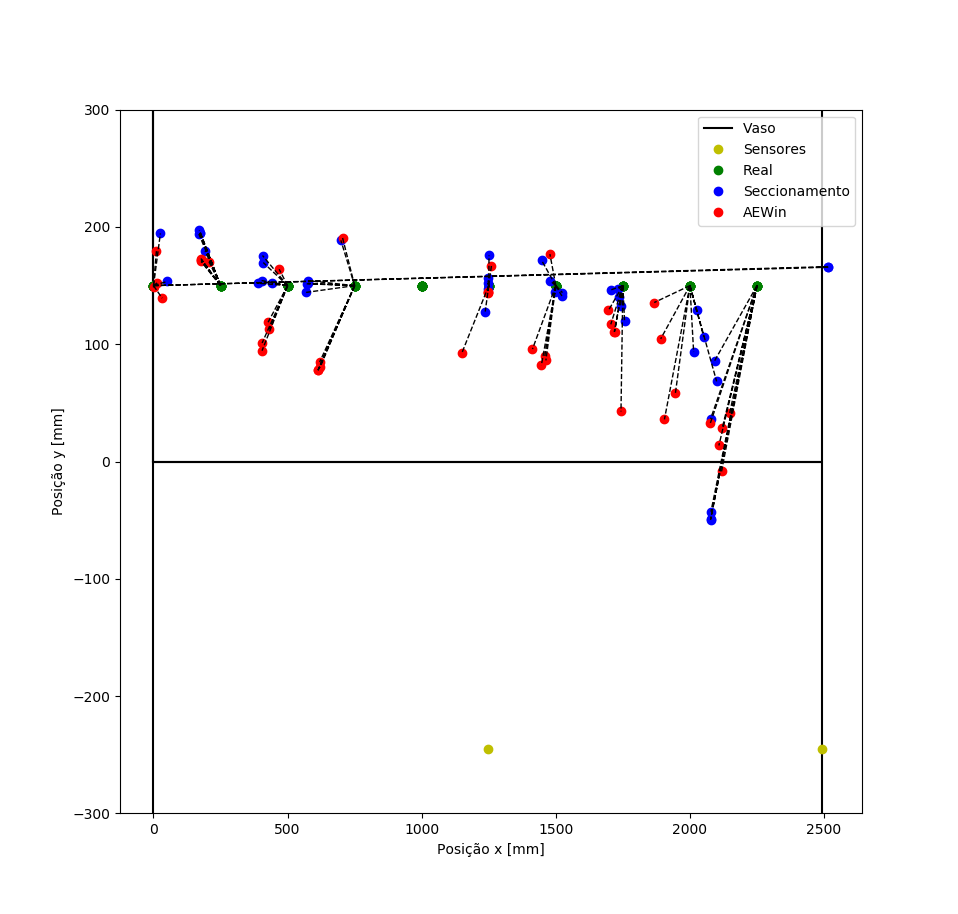 Vaso
Sensores
Real
Seccionamento
AEWin
300
200
100
0
−100
−200
−300
Posição y [mm]
0
500
1000
1500
2000
2500
Posição x [mm]